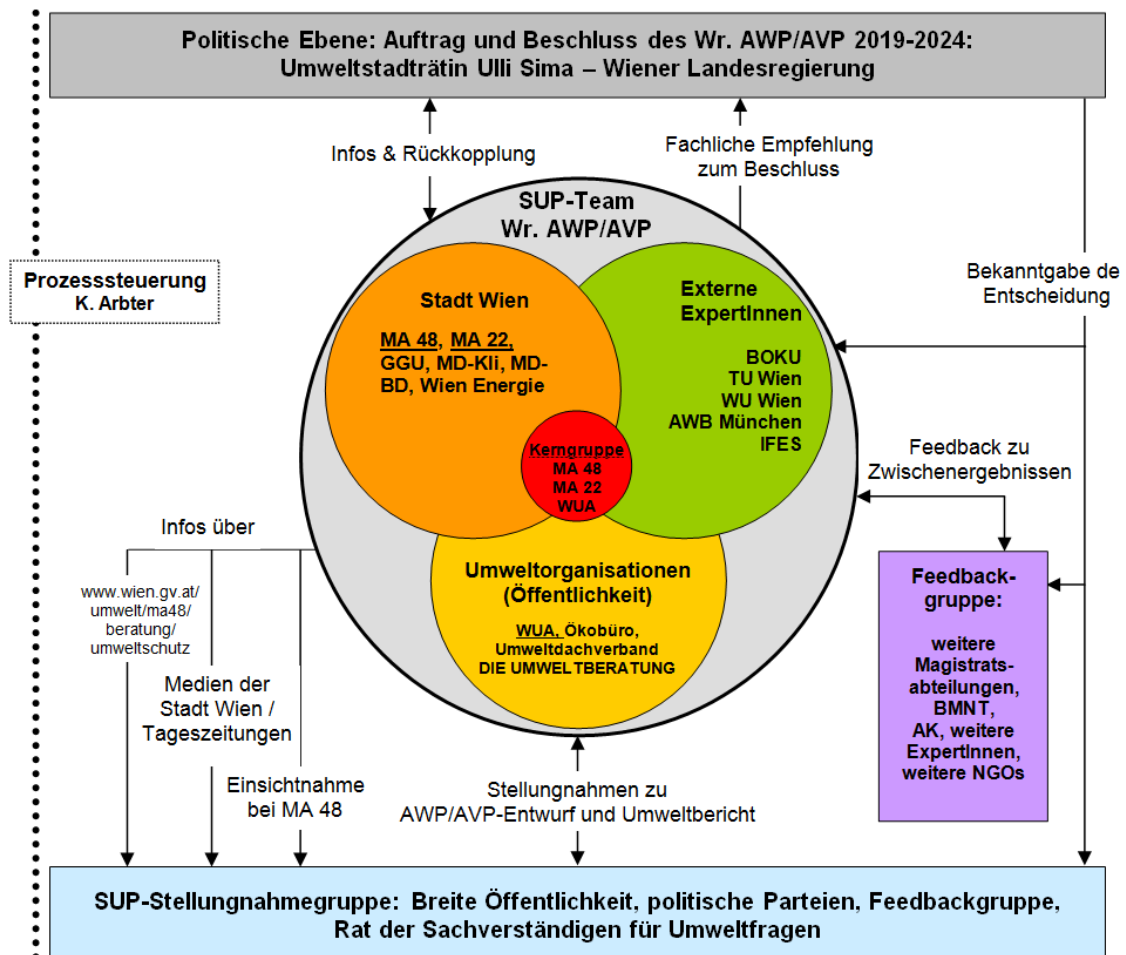 Politische Ebene: Auftrag und Beschluss des Wr. AWP/AVP 2019-2024:
Umweltstadträtin Ulli Sima – Wiener Landesregierung
Infos & Rückkopplung
Fachliche Empfehlung
zum Beschluss
SUP-Team
Wr. AWP/AVP
Prozesssteuerung
K. Arbter
Stadt Wien
MA 48, MA 22,
GGU, MD-Kli, MD-
BD, Wien Energie
Externe
ExpertInnen
BOKU
TU Wien
WU Wien
AWB München
IFES
Bekanntgabe de
Entscheidung
Kerngruppe
MA 48
MA 22
WUA
Feedback zu
Zwischenergebnissen
Umweltorganisationen
(Öffentlichkeit)
WUA, Ökobüro,
Umweltdachverband
DIE UMWELTBERATUNG
Feedback-
gruppe:
weitere
Magistrats-
abteilungen,
BMNT,
AK, weitere
ExpertInnen,
weitere NGOs
Infos über
www.wien.gv.at/
umwelt/ma48/
beratung/
umweltschutz
Medien der
Stadt Wien /
Tageszeitungen
Einsichtnahme
bei MA 48
Stellungnahmen zu
AWP/AVP-Entwurf und Umweltbericht
SUP-Stellungnahmegruppe: Breite Öffentlichkeit, politische Parteien, Feedbackgruppe,
Rat der Sachverständigen für Umweltfragen